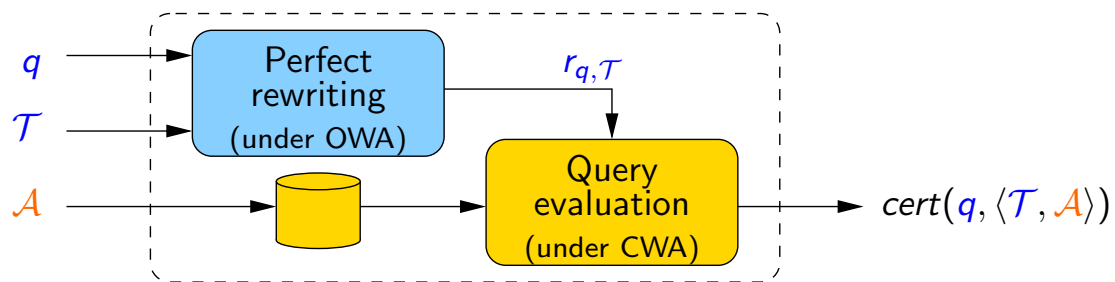 q
𝒯
𝒜
Perfect
rewriting
(under OWA)
r_{q,𝒯}
Query
evaluation
(under CWA)
cert(q, ⟨𝒯, 𝒜⟩)